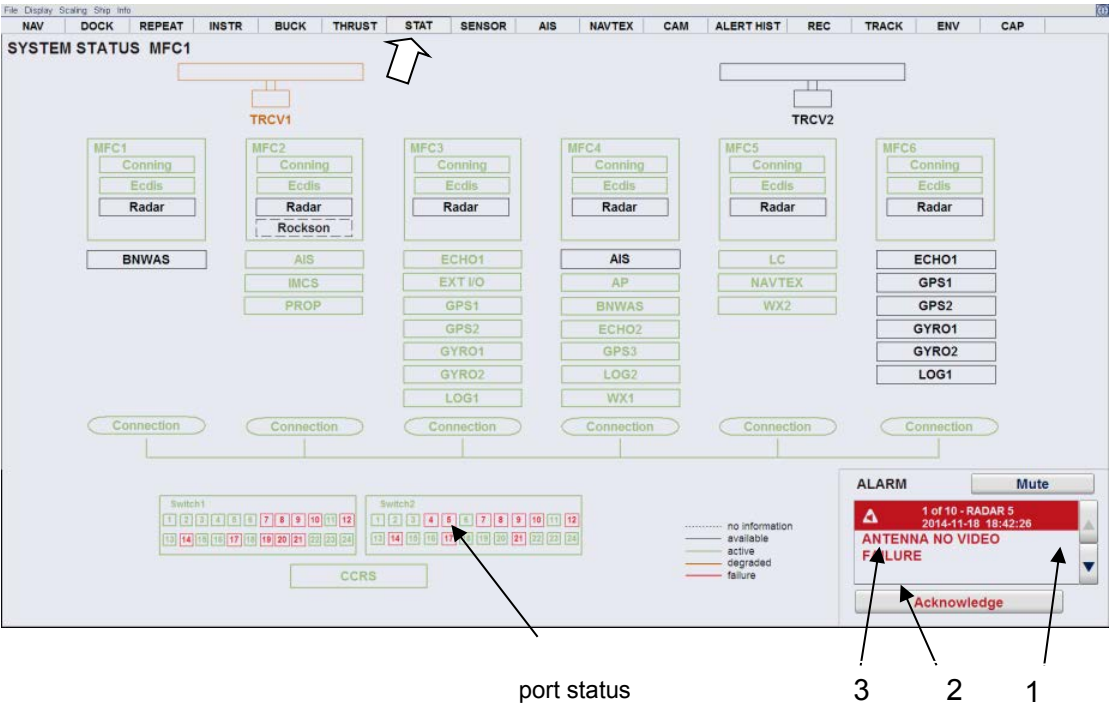 File Display Scaling Ship Info
NAV DOCK REPEAT INSTR BUCK THRUST STAT SENSOR AIS NAVTEX CAM ALERT HIST REC TRACK ENV CAP
SYSTEM STATUS MFC1
TRCV1 TRCV2
MFC1 MFC2 MFC3 MFC4 MFC5 MFC6
Conning Conning Conning Conning Conning Conning
Ecdis Ecdis Ecdis Ecdis Ecdis Ecdis
Radar Radar Radar Radar Radar Radar
Rockson
BNWAS AIS ECHO1 AIS LC ECHO1
IMCS EXT I/O AP NAVTEX GPS1
PROP GPS1 BNWAS WX2 GPS2
GPS2 ECHO2 GYRO1
GYRO1 GPS3 GYRO2
GYRO2 LOG2 LOG1
LOG1 WX1
Connection Connection Connection Connection Connection Connection
Switch1 Switch2
1 2 3 4 5 6 7 8 9 10 11 12 1 2 3 4 5 6 7 8 9 10 11 12
13 14 15 16 17 18 19 20 21 22 23 24 13 14 15 16 17 18 19 20 21 22 23 24
CCRS
no information
available
active
degraded
failure
ALARM Mute
1 of 10 - RADAR 5
2014-11-18 18:42:26
ANTENNA NO VIDEO
FAILURE
Acknowledge
port status 3 2 1